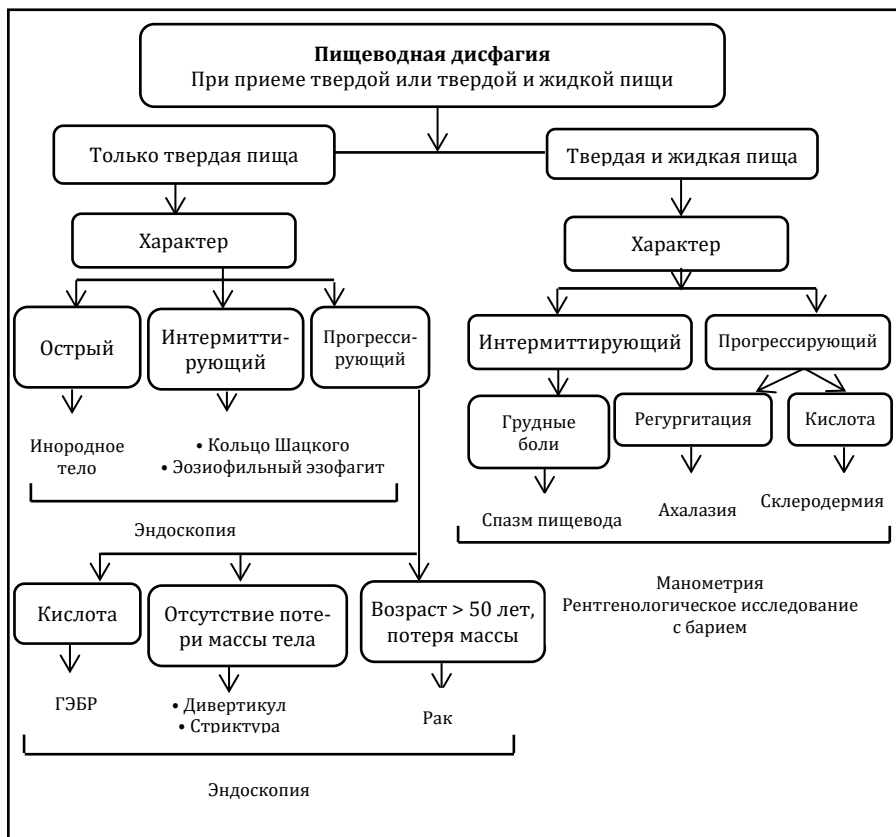 Пищеводная дисфагия
При приеме твердой или твердой и жидкой пищи
Только твердая пища
Твердая и жидкая пища
Характер
Характер
Острый
Интермитти-
рующий
Прогресси-
рующий
Интермиттирующий
Прогрессирующий
Инородное
тело
• Кольцо Шацкого
• Эозиофильный эзофагит
Грудные
боли
Регургитация
Кислота
Спазм пищевода
Ахалазия
Склеродермия
Эндоскопия
Манометрия
Рентгенологическое исследование
с барием
Кислота
Отсутствие поте-
ри массы тела
Возраст > 50 лет,
потеря массы
ГЭБР
• Дивертикул
• Стриктура
Рак
Эндоскопия